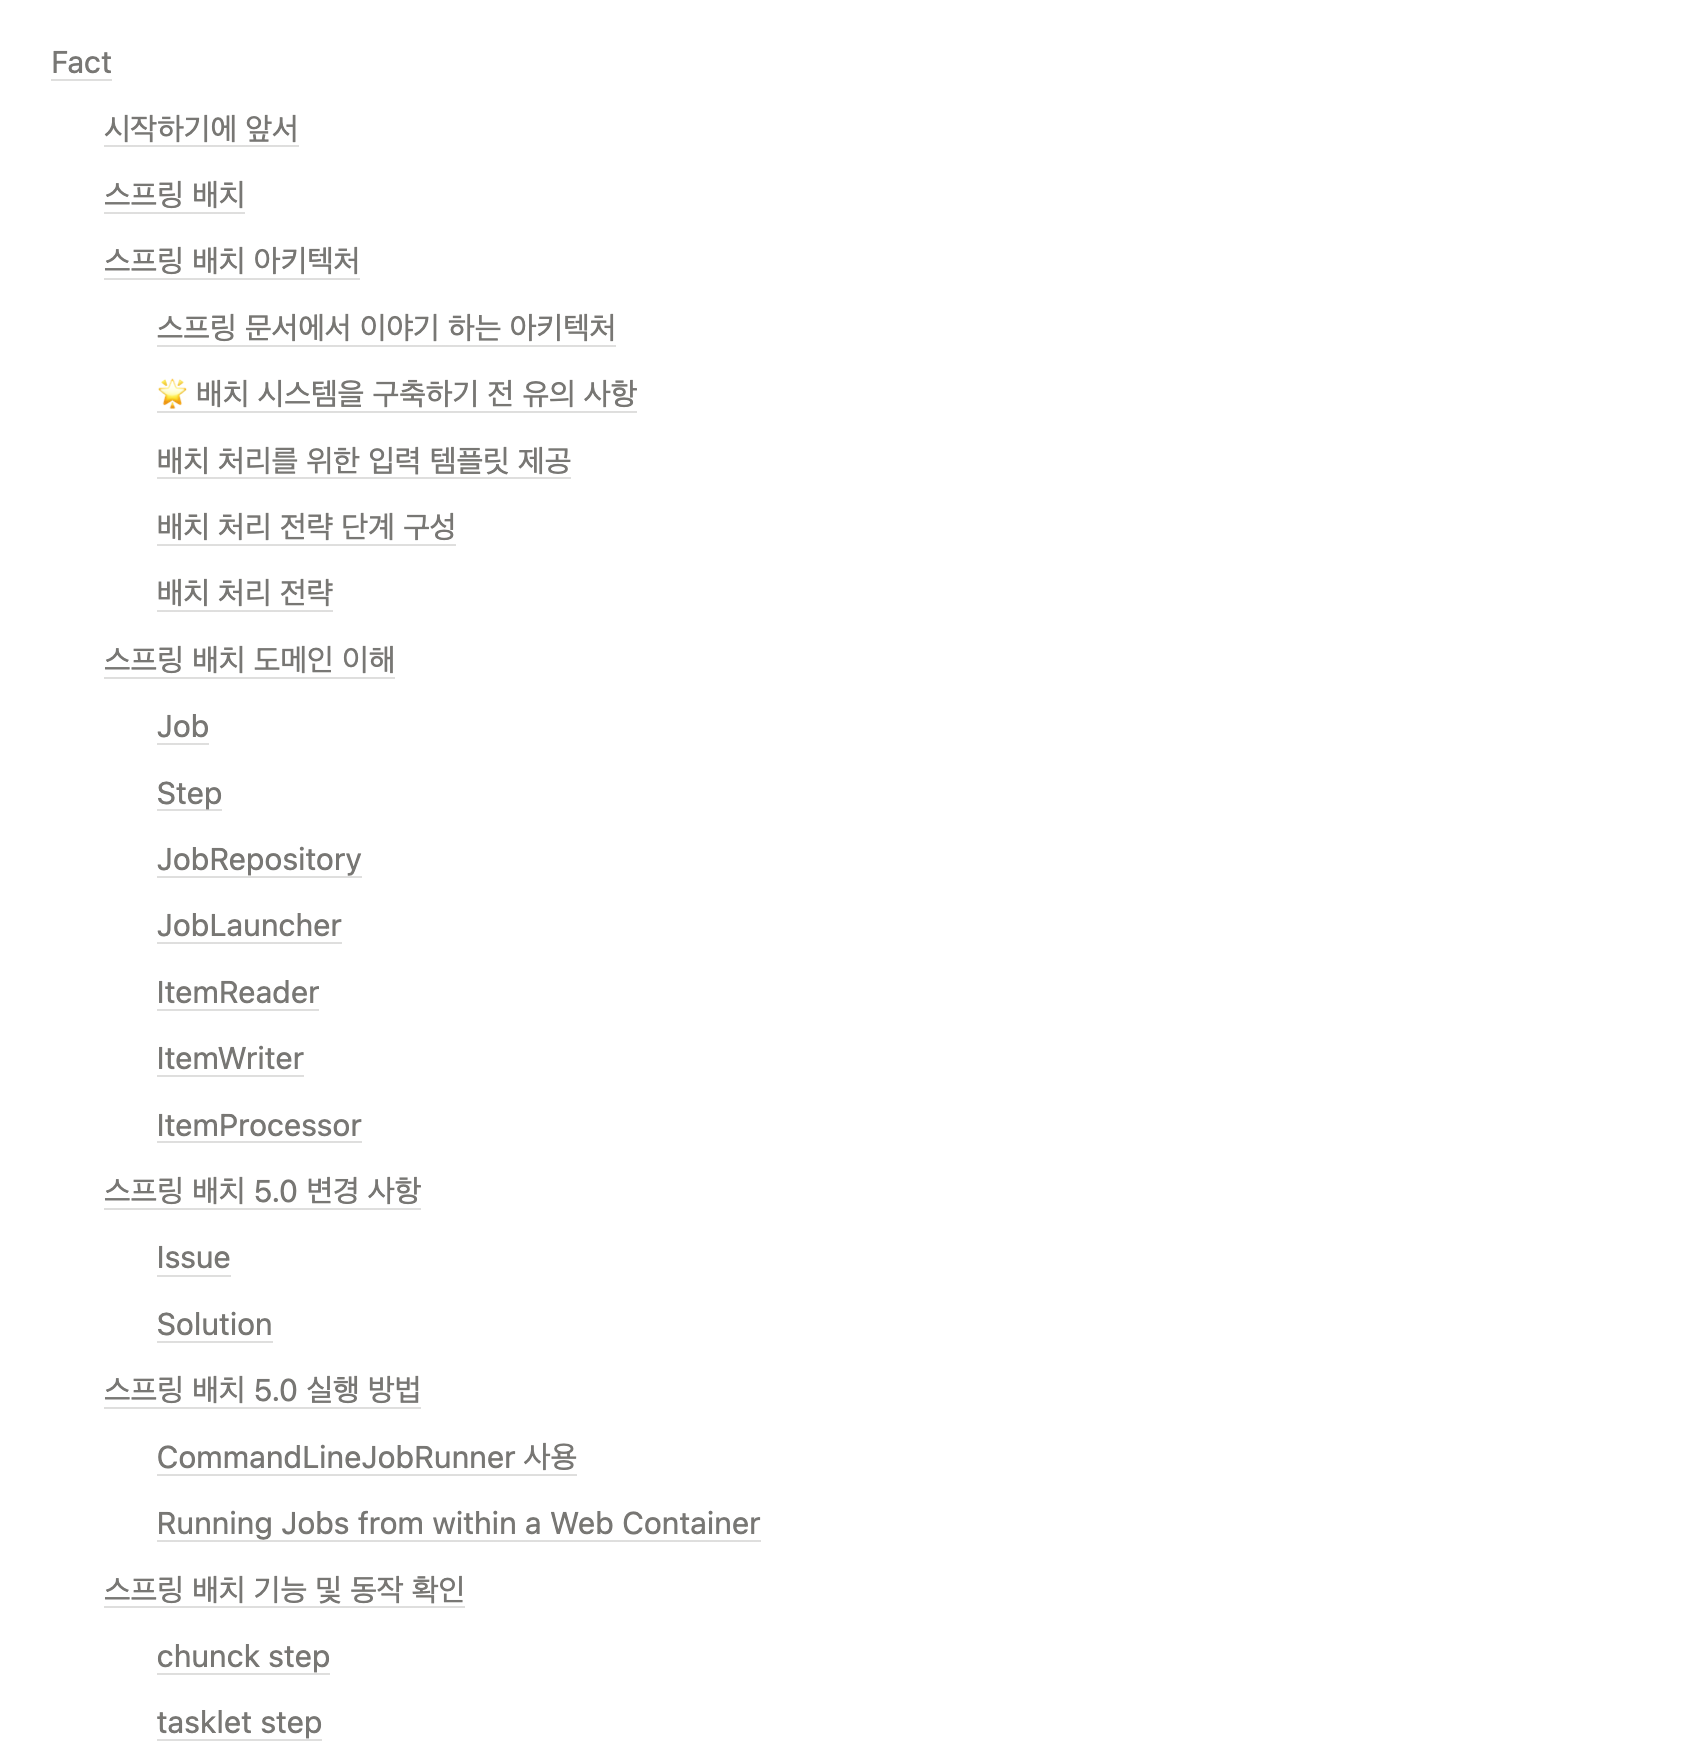 Fact
시작하기에 앞서
스프링 배치
스프링 배치 아키텍처
스프링 문서에서 이야기 하는 아키텍처
🌟 배치 시스템을 구축하기 전 유의 사항
배치 처리를 위한 입력 템플릿 제공
배치 처리 전략 단계 구성
배치 처리 전략
스프링 배치 도메인 이해
Job
Step
JobRepository
JobLauncher
ItemReader
ItemWriter
ItemProcessor
스프링 배치 5.0 변경 사항
Issue
Solution
스프링 배치 5.0 실행 방법
CommandLineJobRunner 사용
Running Jobs from within a Web Container
스프링 배치 기능 및 동작 확인
chunck step
tasklet step